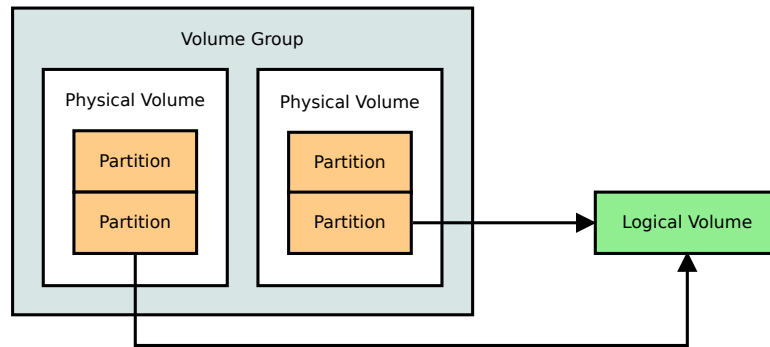 Volume Group
Physical Volume
Partition
Partition
Physical Volume
Partition
Partition
Logical Volume